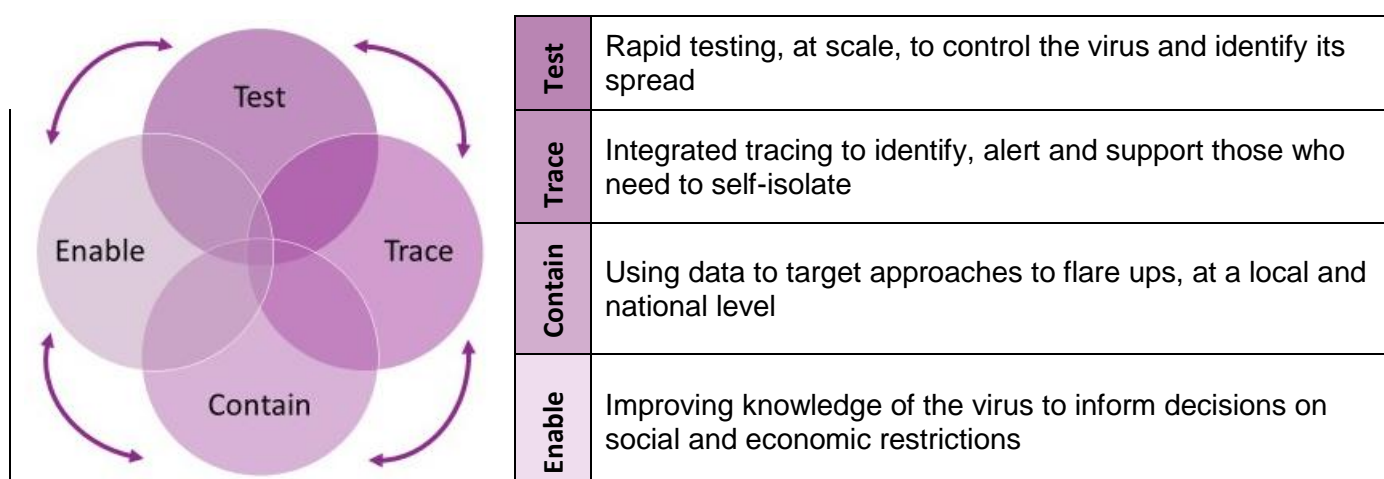 Test
Enable
Trace
Contain
Test
Rapid testing, at scale, to control the virus and identify its
spread
Trace
Integrated tracing to identify, alert and support those who
need to self-isolate
Contain
Using data to target approaches to flare ups, at a local and
national level
Enable
Improving knowledge of the virus to inform decisions on
social and economic restrictions